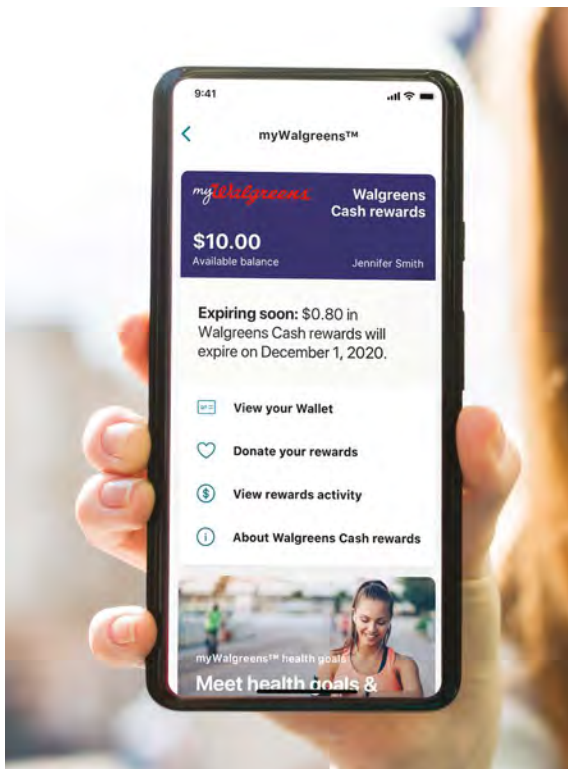 9:41
myWalgreens™
myWalgreens
Walgreens
Cash rewards
$10.00
Available balance
Jennifer Smith
Expiring soon: $0.80 in
Walgreens Cash rewards will
expire on December 1, 2020.
View your Wallet
Donate your rewards
$
View rewards activity
i
About Walgreens Cash rewards
myWalgreens™ health goals
Meet health goals &